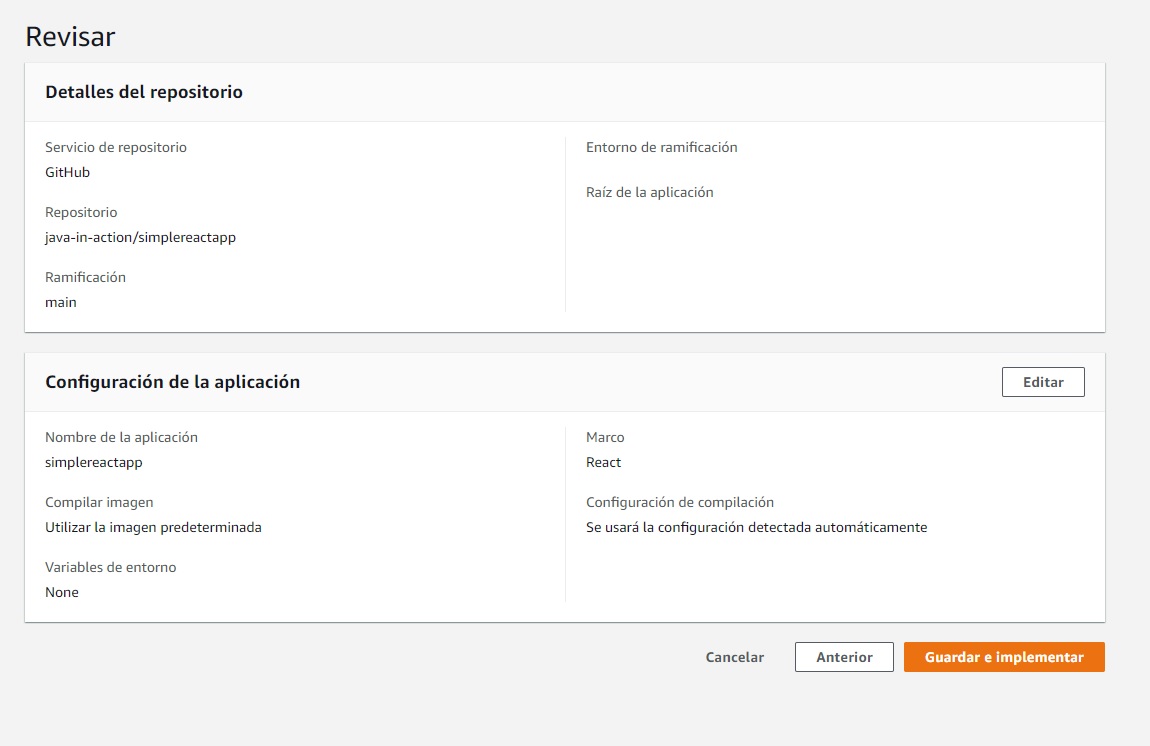 Revisar
Detalles del repositorio
Servicio de repositorio
GitHub
Repositorio
java-in-action/simplereactapp
Ramificación
main
Entorno de ramificación
Raíz de la aplicación
Configuración de la aplicación
Editar
Nombre de la aplicación
simplereactapp
Compilar imagen
Utilizar la imagen predeterminada
Variables de entorno
None
Marco
React
Configuración de compilación
Se usará la configuración detectada automáticamente
Cancelar
Anterior
Guardar e implementar